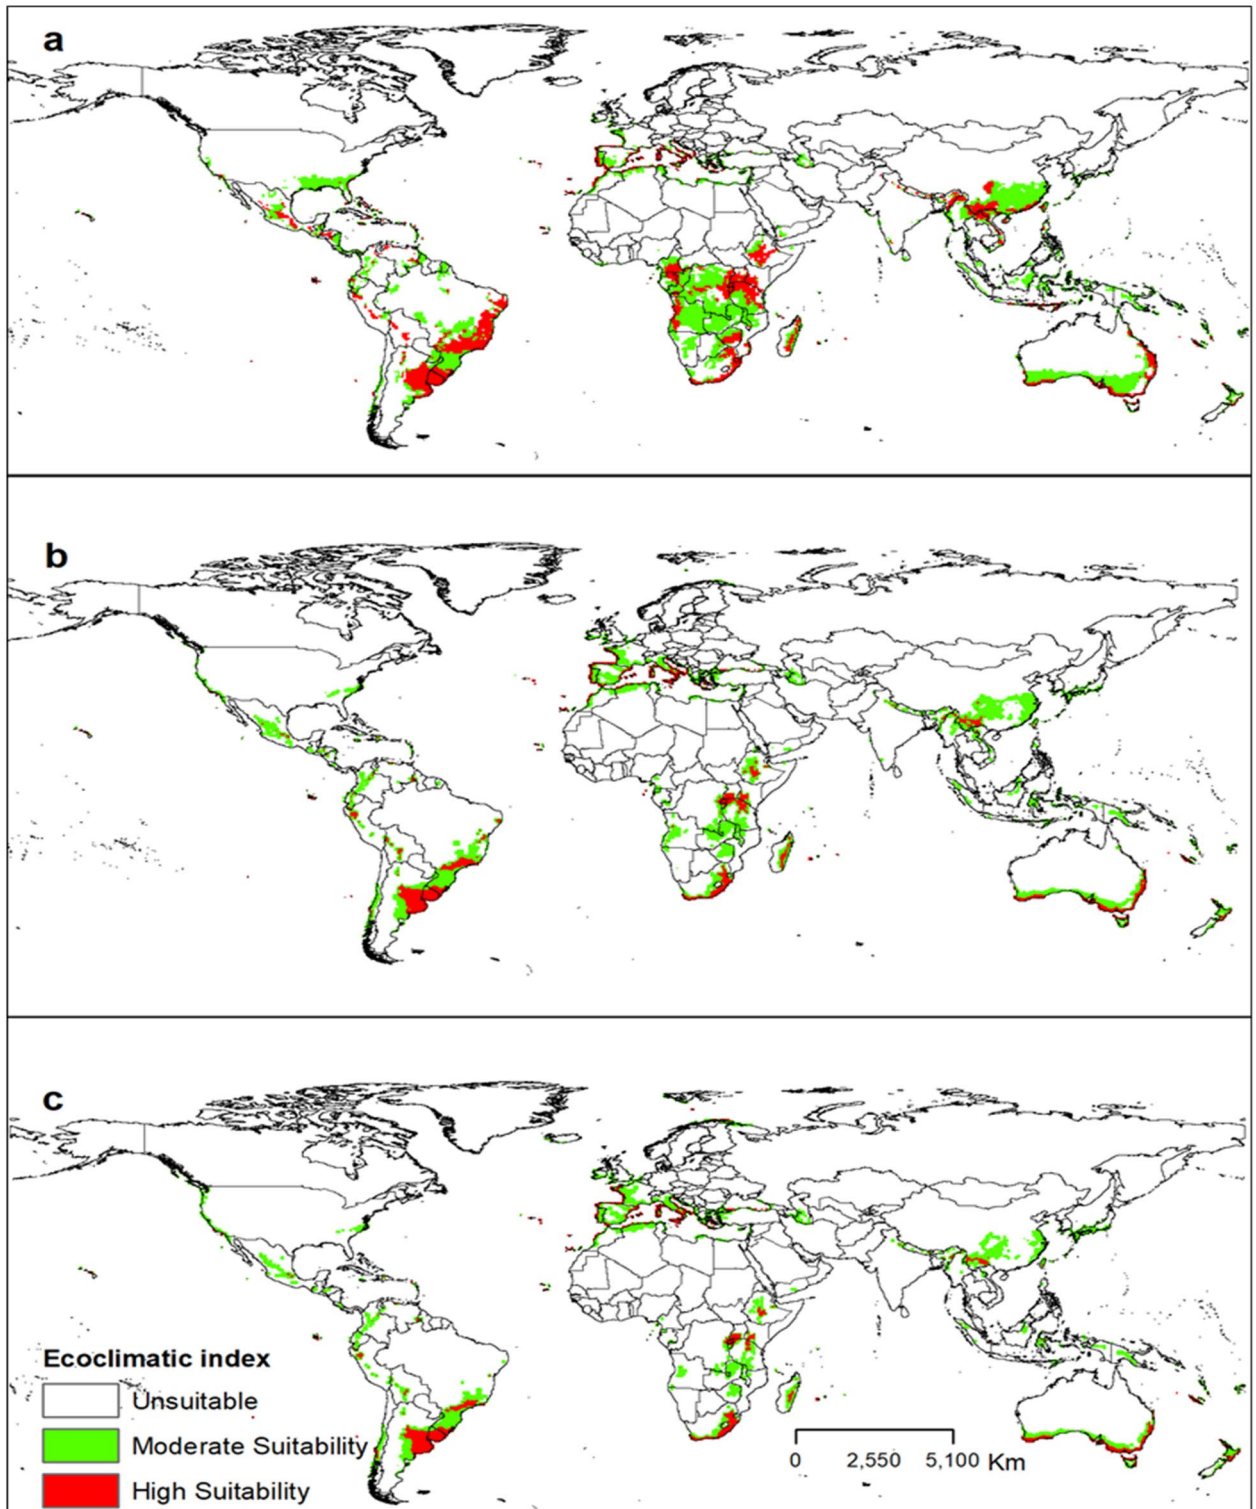 a
b
c
Ecoclimatic index
Unsuitable
Moderate Suitability
High Suitability
0 2,550 5,100 Km